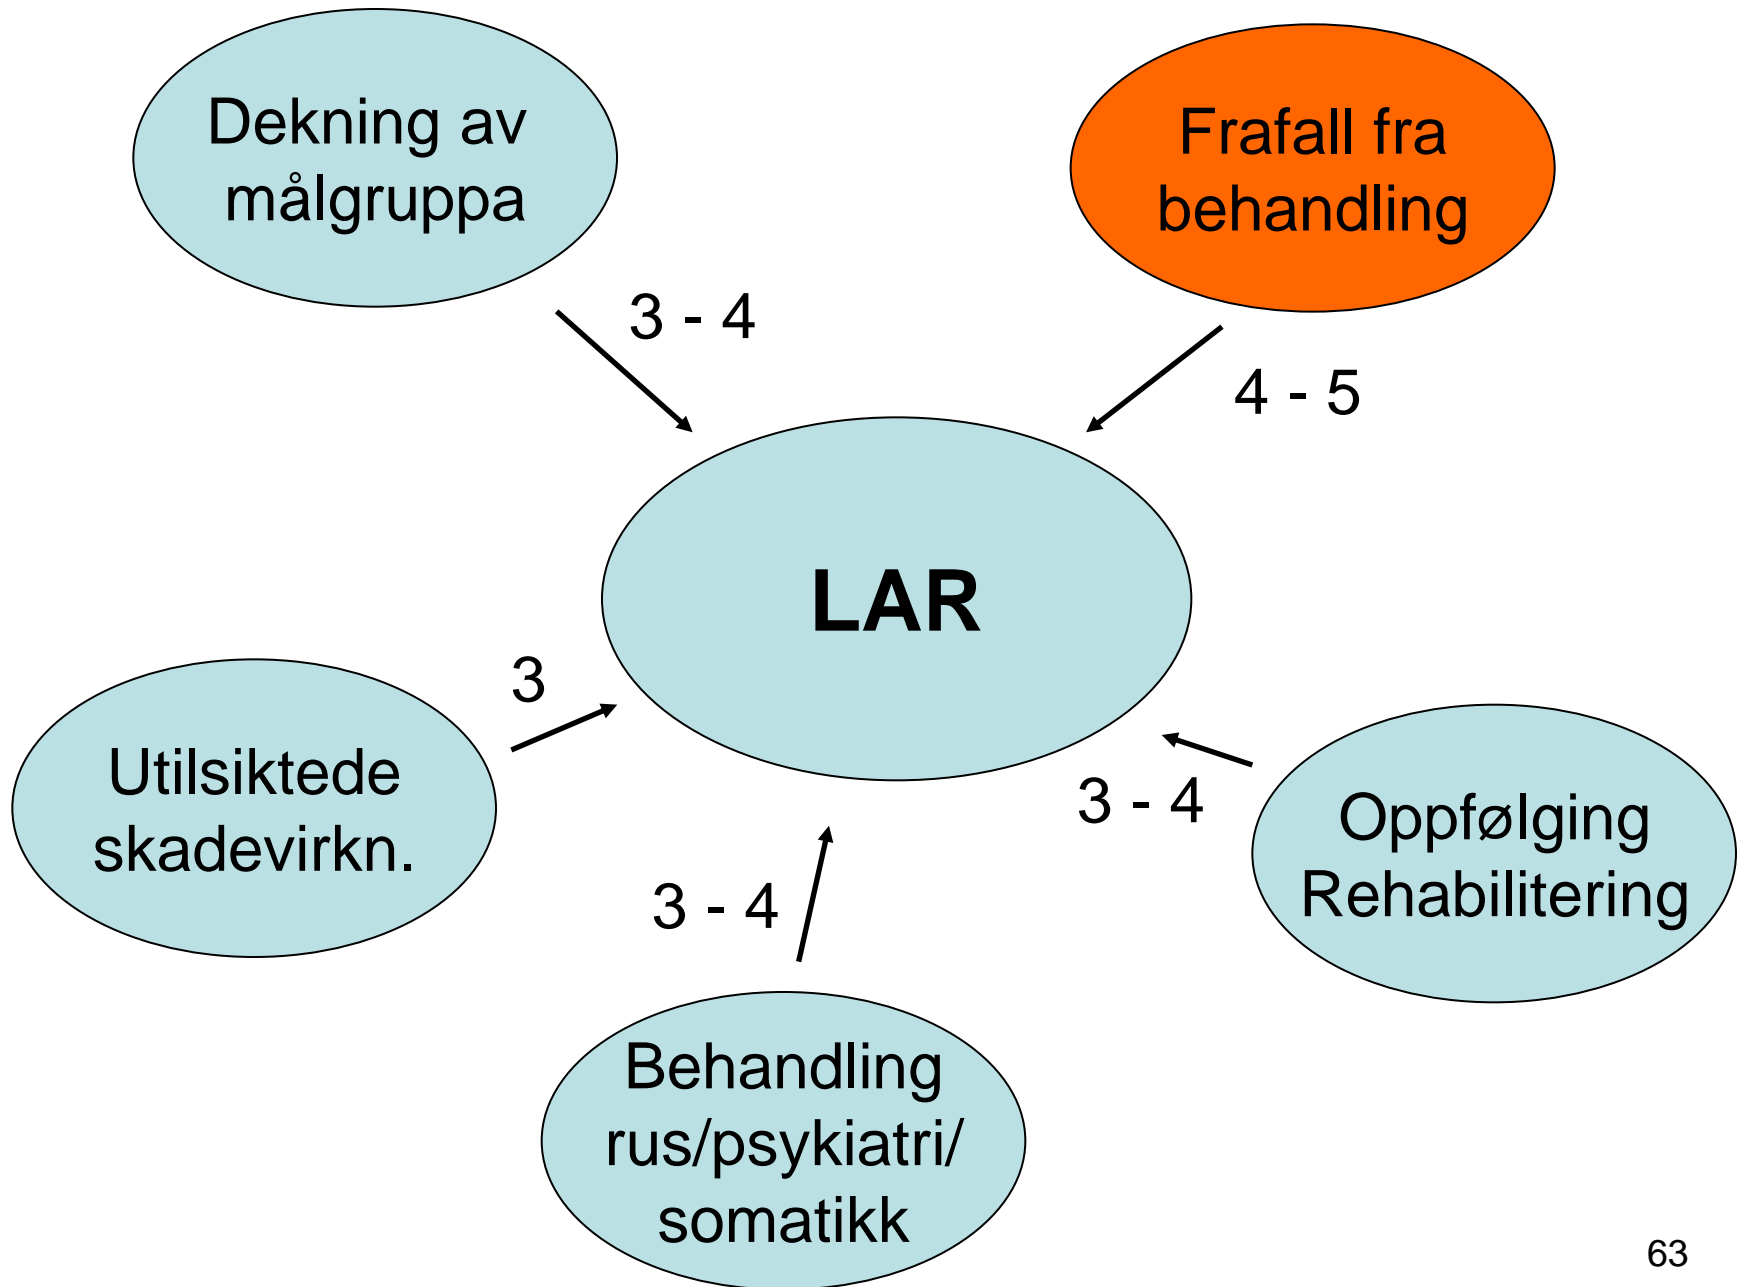 Dekning av
målgruppa
Frafall fra
behandling
3 - 4
4 - 5
LAR
3
Utilsiktede
skadevirkn.
3 - 4
Oppfølging
Rehabilitering
3 - 4
Behandling
rus/psykiatri/
somatikk
63